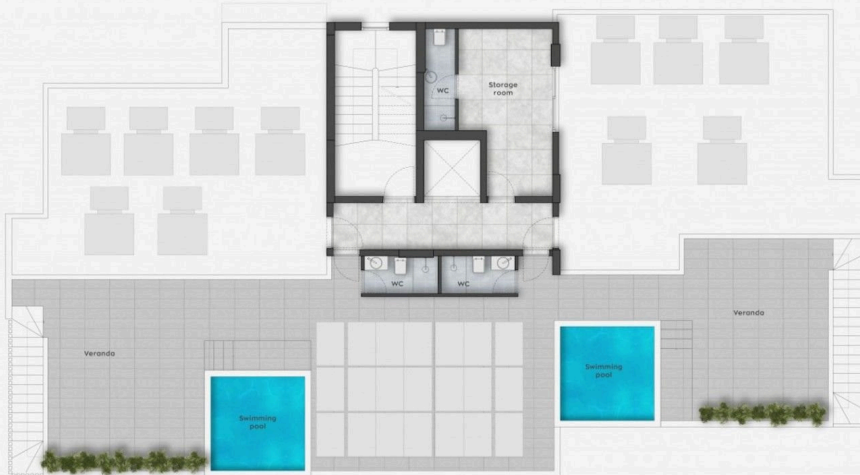 WC
Storage
room
WC
WC
Veranda
Veranda
Swimming
pool
Swimming
pool